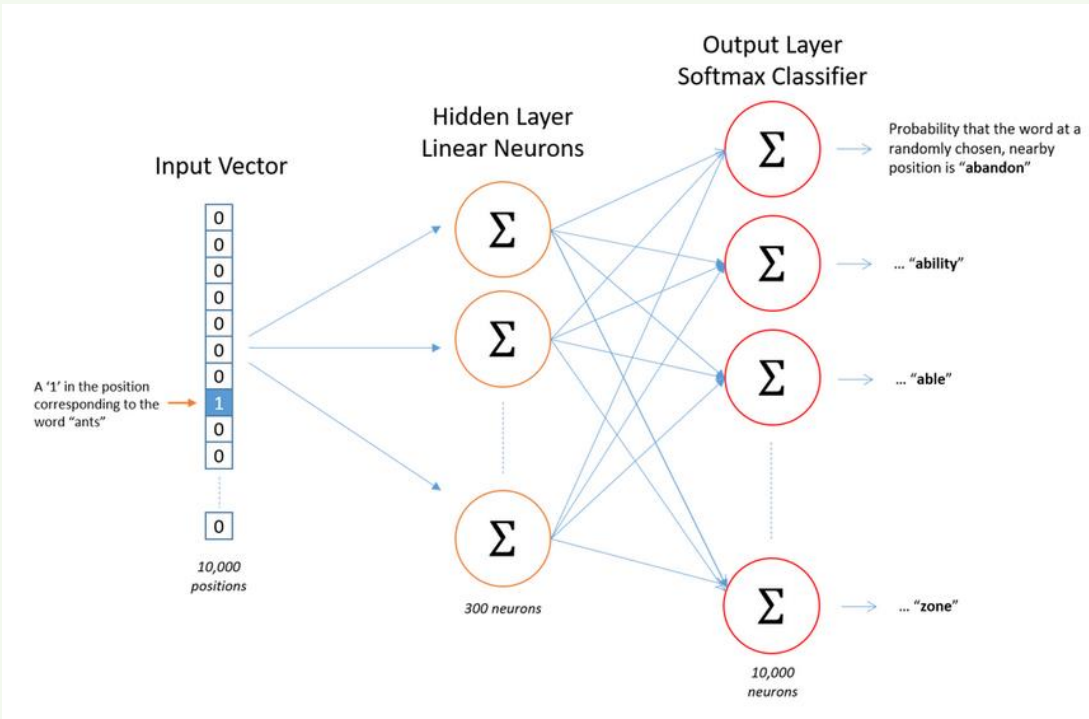 Output Layer
Softmax Classifier
Hidden Layer
Linear Neurons
Input Vector
0
0
0
0
0
0
0
1
0
0
0
A ‘1’ in the position
corresponding to the
word “ants”
10,000
positions
Σ
Σ
Σ
300 neurons
Σ
Σ
Σ
Σ
10,000
neurons
Probability that the word at a
randomly chosen, nearby
position is “abandon”
... “ability”
... “able”
... “zone”